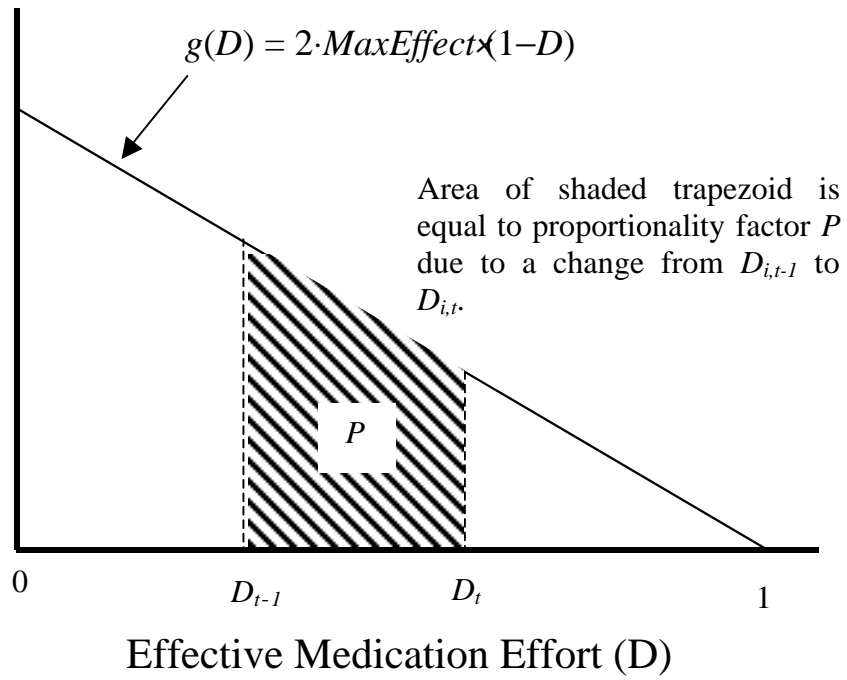 g(D) = 2·MaxEffect×(1−D)
Area of shaded trapezoid is
equal to proportionality factor P
due to a change from D_{i,t-1} to
D_{i,t}.
P
0
D_{t-1}
D_t
1
Effective Medication Effort (D)